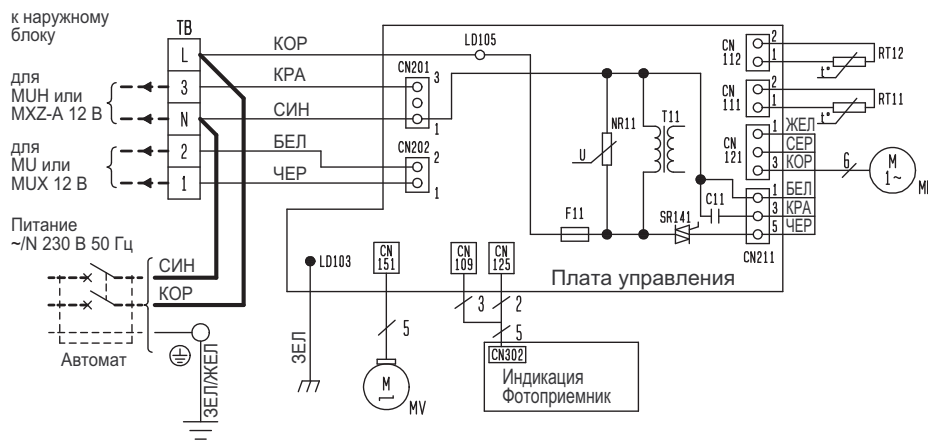 к наружному
блоку
TB
L
3
N
2
1
КОР
КРА
СИН
БЕЛ
ЧЕР
для
MUH или
MXZ-A 12 В
для
MU или
MUX 12 В
Питание
~/N 230 В 50 Гц
СИН
КОР
Автомат
ЗЕЛ/ЖЕЛ
LD105
CN201
3
1
CN202
2
1
NR11
U
T11
F11
SR141
C11
CN
112
2
1
t°
RT12
CN
111
2
1
t°
RT11
CN
121
1
3
ЖЕЛ
СЕР
КОР
6
M
1~
1
3
5
БЕЛ
КРА
ЧЕР
CN211
Плата управления
LD103
ЗЕЛ
CN
151
5
M
MV
CN
109
CN
125
3
2
5
CN302
Индикация
Фотоприемник